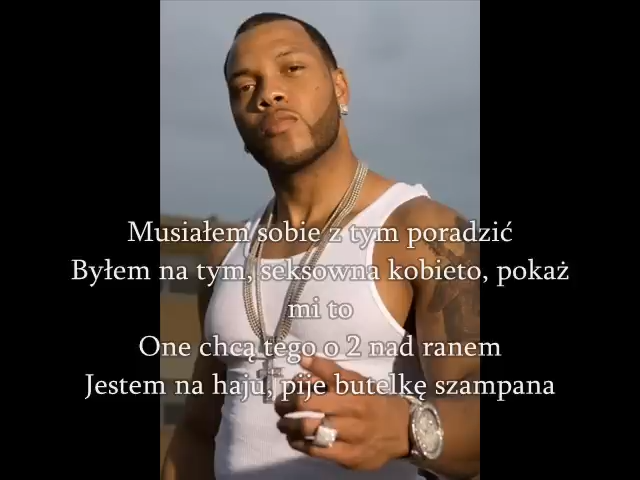 Musiałem sobie z tym poradzić
Byłem na tym, seksowna kobieto, pokaż
mi to
One chcą tego o 2 nad ranem
Jestem na haju, pije butelkę szampana